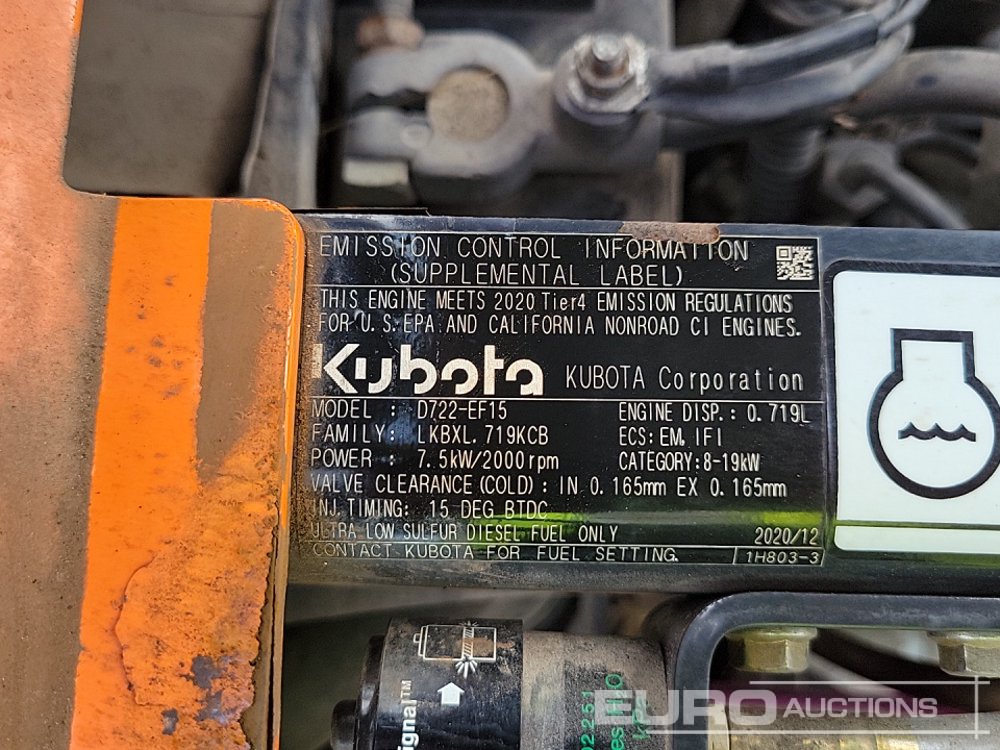 EMISSION CONTROL INFORMATION
(SUPPLEMENTAL LABEL)
THIS ENGINE MEETS 2020 Tier4 EMISSION REGULATIONS
FOR U.S.EPA AND CALIFORNIA NONROAD CI ENGINES.
Kubota KUBOTA Corporation
MODEL : D722-EF15 ENGINE DISP.: 0.719L
FAMILY: LKBXL.719KCB ECS:EM,IFI
POWER : 7.5kW/2000rpm CATEGORY:8-19kW
VALVE CLEARANCE(COLD): IN 0.165mm EX 0.165mm
INJ.TIMING: 15 DEG BTDC
ULTRA LOW SULFUR DIESEL FUEL ONLY 2020/12
CONTACT KUBOTA FOR FUEL SETTING. 1H803-3
ignal™
EURO AUCTIONS